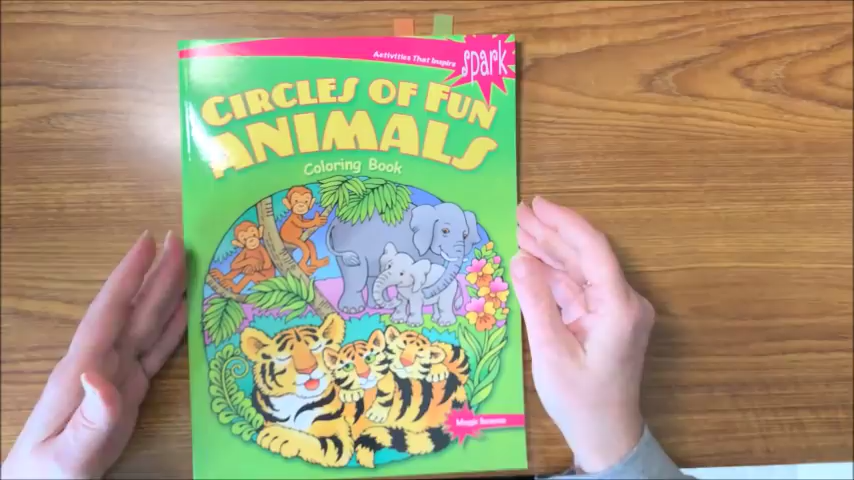 Activities That Inspire
Spark
CIRCLES OF FUN
ANIMALS
Coloring Book